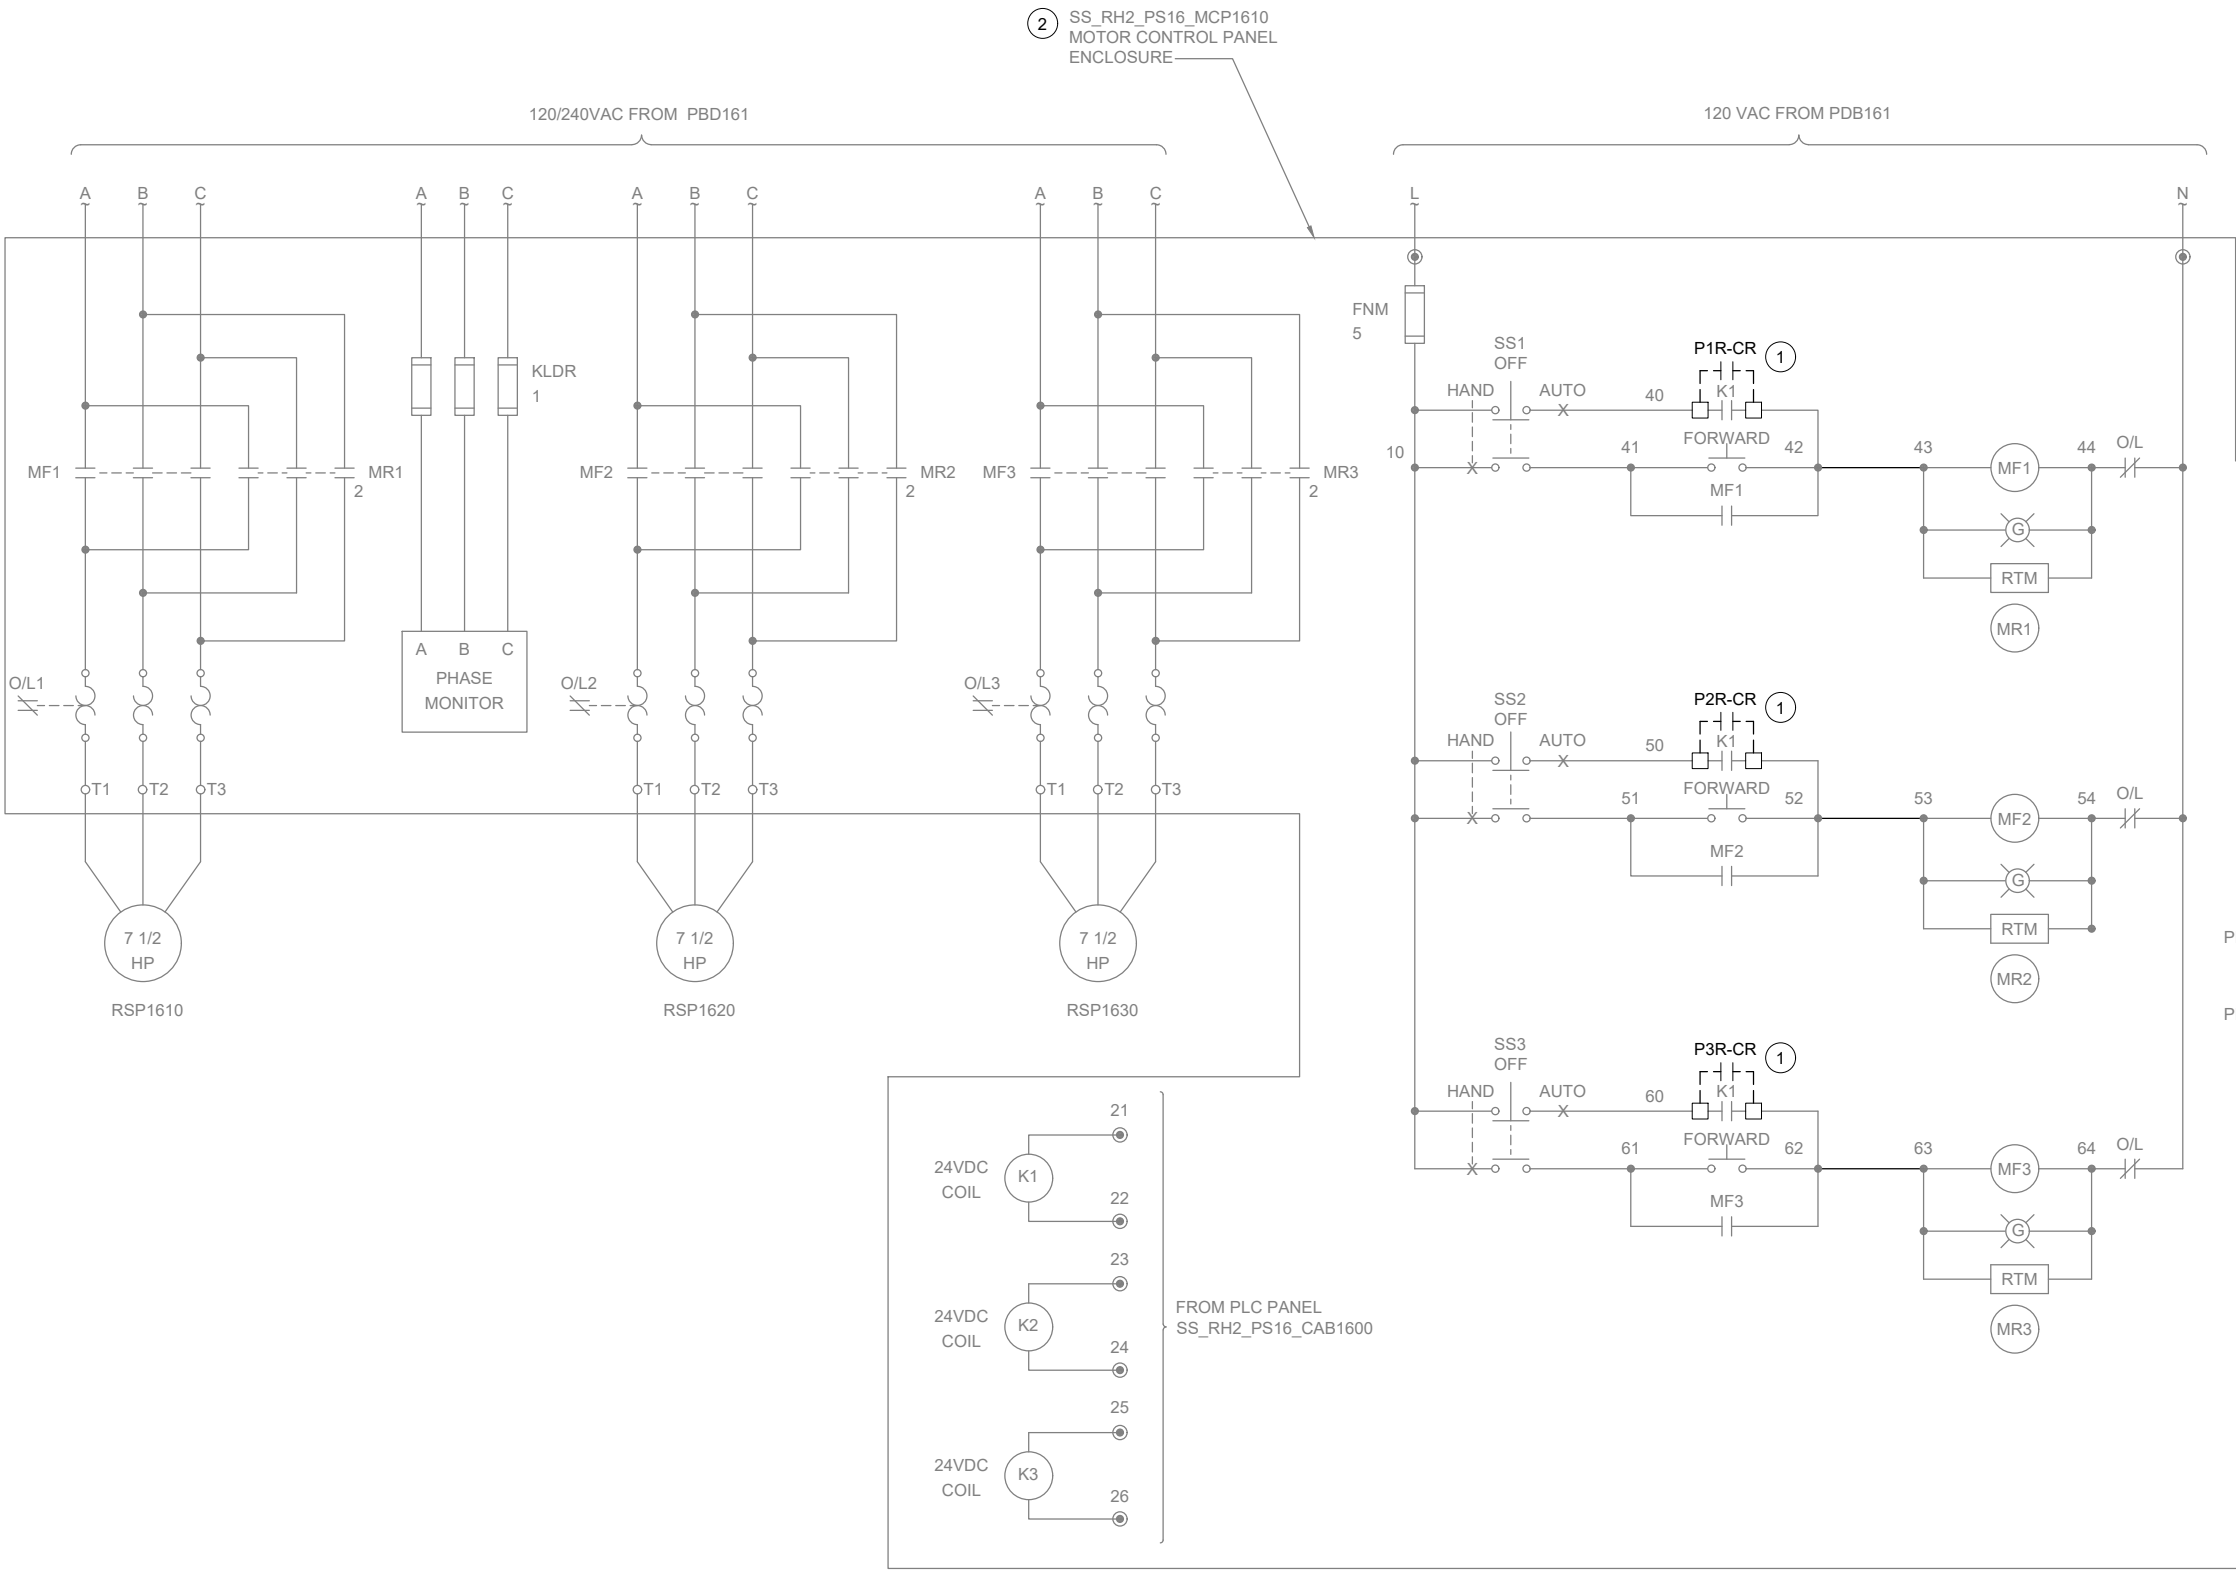 2
SS_RH2_PS16_MCP1610
MOTOR CONTROL PANEL
ENCLOSURE
120/240VAC FROM PBD161
120 VAC FROM PDB161
A B C A B C A B C A B C
L N
FNM
5
KLDR
1
MF1 MR1
2
MF2 MR2
2
MF3 MR3
2
A B C
PHASE
MONITOR
O/L1
O/L2
O/L3
T1 T2 T3
T1 T2 T3
T1 T2 T3
7 1/2
HP
RSP1610
7 1/2
HP
RSP1620
7 1/2
HP
RSP1630
10
SS1
OFF
HAND AUTO
40
P1R-CR 1
K1
FORWARD
41 42 43 44 O/L
MF1
MF1
G
RTM
MR1
SS2
OFF
HAND AUTO
50
P2R-CR 1
K1
FORWARD
51 52 53 54 O/L
MF2
MF2
G
RTM
MR2
P
P
SS3
OFF
HAND AUTO
60
P3R-CR 1
K1
FORWARD
61 62 63 64 O/L
MF3
MF3
G
RTM
MR3
21
24VDC
COIL
K1
22
23
24VDC
COIL
K2
24
25
24VDC
COIL
K3
26
FROM PLC PANEL
SS_RH2_PS16_CAB1600